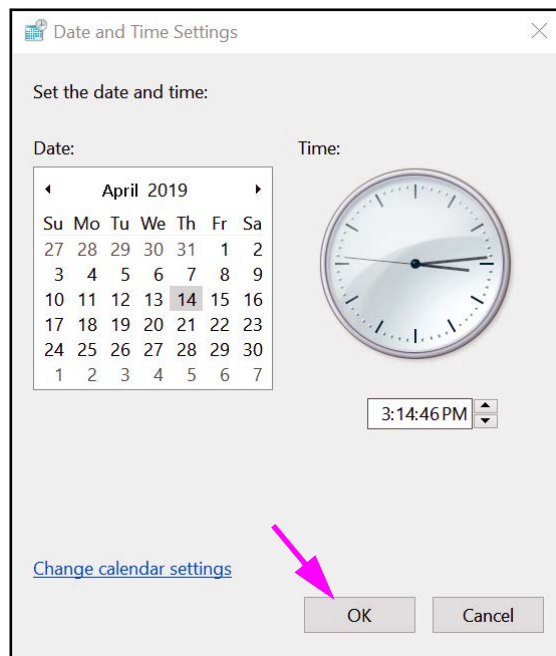 Date and Time Settings
Set the date and time:
Date:
Time:
April 2019
Su Mo Tu We Th Fr Sa
27 28 29 30 31 1 2
3 4 5 6 7 8 9
10 11 12 13 14 15 16
17 18 19 20 21 22 23
24 25 26 27 28 29 30
1 2 3 4 5 6 7
3:14:46 PM
Change calendar settings
OK
Cancel